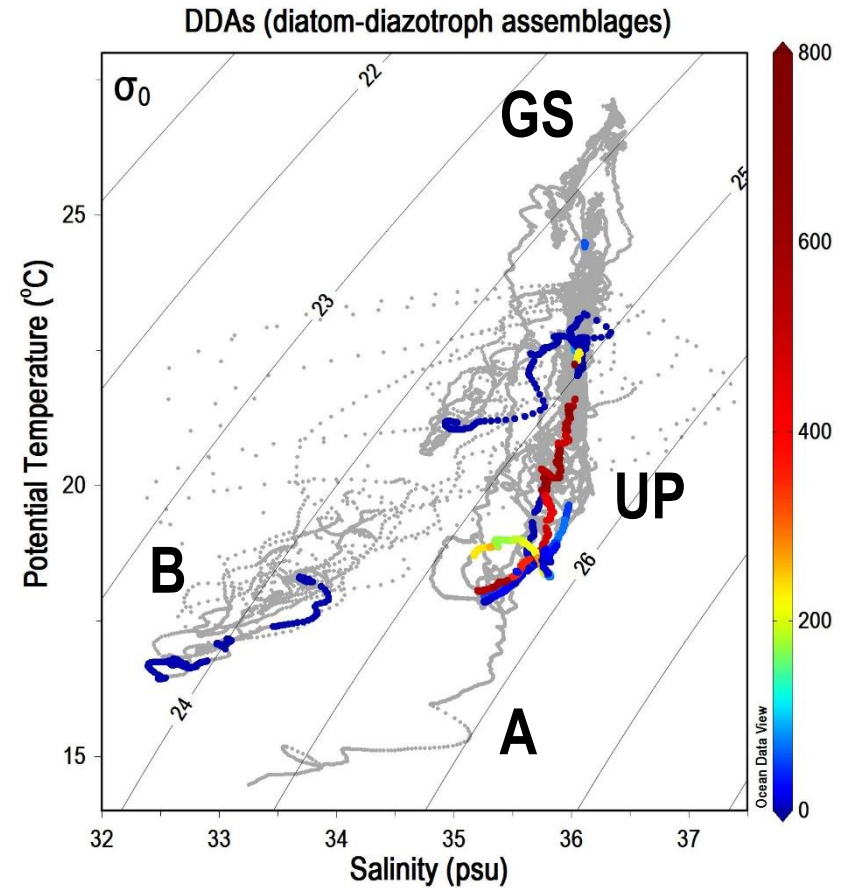 DDAs (diatom-diazotroph assemblages)
σ0
22
GS
800
25
25
600
Potential Temperature (°C)
23
400
20
UP
B
26
200
24
A
15
Ocean Data View
0
32 33 34 35 36 37
Salinity (psu)